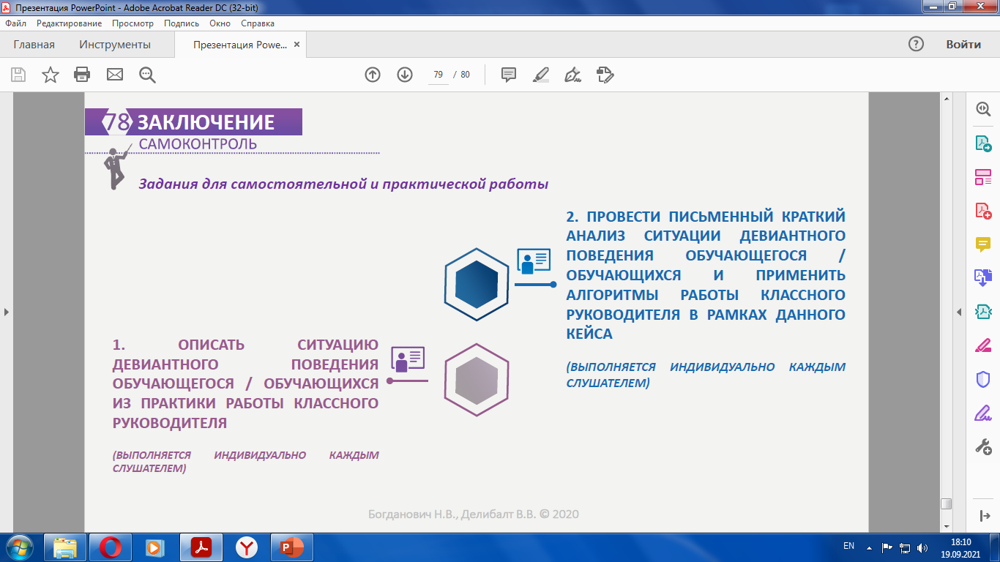 Презентация PowerPoint - Adobe Acrobat Reader DC (32-bit)
Файл Редактирование Просмотр Подпись Окно Справка
Главная Инструменты Презентация Powe... × Войти
79 / 80
78 ЗАКЛЮЧЕНИЕ
САМОКОНТРОЛЬ
Задания для самостоятельной и практической работы
2. ПРОВЕСТИ ПИСЬМЕННЫЙ КРАТКИЙ
АНАЛИЗ СИТУАЦИИ ДЕВИАНТНОГО
ПОВЕДЕНИЯ ОБУЧАЮЩЕГОСЯ /
ОБУЧАЮЩИХСЯ И ПРИМЕНИТЬ
АЛГОРИТМЫ РАБОТЫ КЛАССНОГО
РУКОВОДИТЕЛЯ В РАМКАХ ДАННОГО
КЕЙСА
(ВЫПОЛНЯЕТСЯ ИНДИВИДУАЛЬНО КАЖДЫМ
СЛУШАТЕЛЕМ)
1. ОПИСАТЬ СИТУАЦИЮ
ДЕВИАНТНОГО ПОВЕДЕНИЯ
ОБУЧАЮЩЕГОСЯ / ОБУЧАЮЩИХСЯ
ИЗ ПРАКТИКИ РАБОТЫ КЛАССНОГО
РУКОВОДИТЕЛЯ
(ВЫПОЛНЯЕТСЯ ИНДИВИДУАЛЬНО КАЖДЫМ
СЛУШАТЕЛЕМ)
Богданович Н.В., Делибалт В.В. © 2020
EN
18:10
19.09.2021